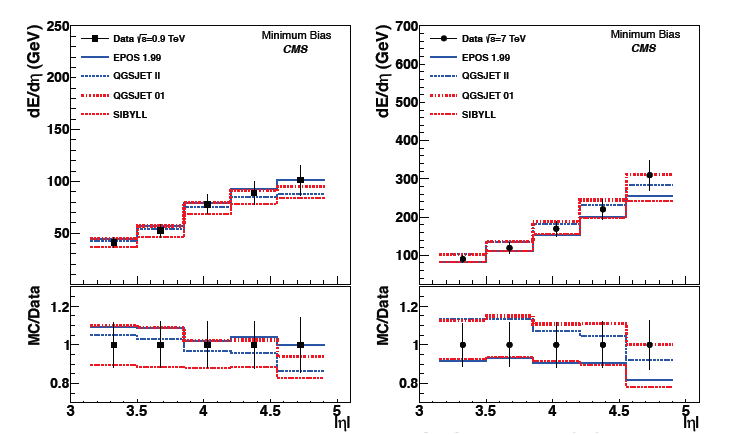 250
200
150
100
50
dE/dη (GeV)
Data √s=0.9 TeV
EPOS 1.99
QGSJET II
QGSJET 01
SIBYLL
Minimum Bias
CMS
1.2
1
0.8
MC/Data
3 3.5 4 4.5 5
|η|
700
600
500
400
300
200
100
dE/dη (GeV)
Data √s=7 TeV
EPOS 1.99
QGSJET II
QGSJET 01
SIBYLL
Minimum Bias
CMS
1.2
1
0.8
MC/Data
3 3.5 4 4.5 5
|η|